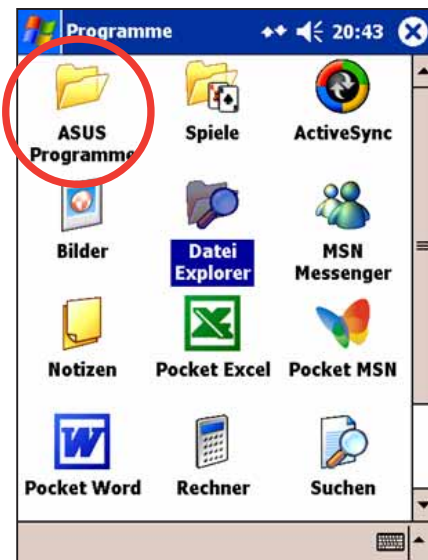 Programme 20:43
ASUS Programme
Spiele
ActiveSync
Bilder
Datei Explorer
MSN Messenger
Notizen
Pocket Excel
Pocket MSN
Pocket Word
Rechner
Suchen